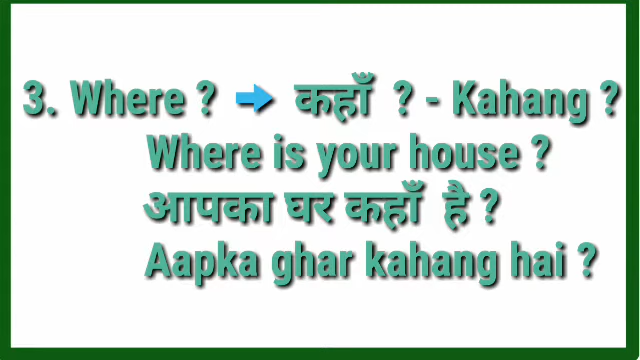 3. Where ? ➡ कहाँ ? - Kahang ?
Where is your house ?
आपका घर कहाँ है ?
Aapka ghar kahang hai ?